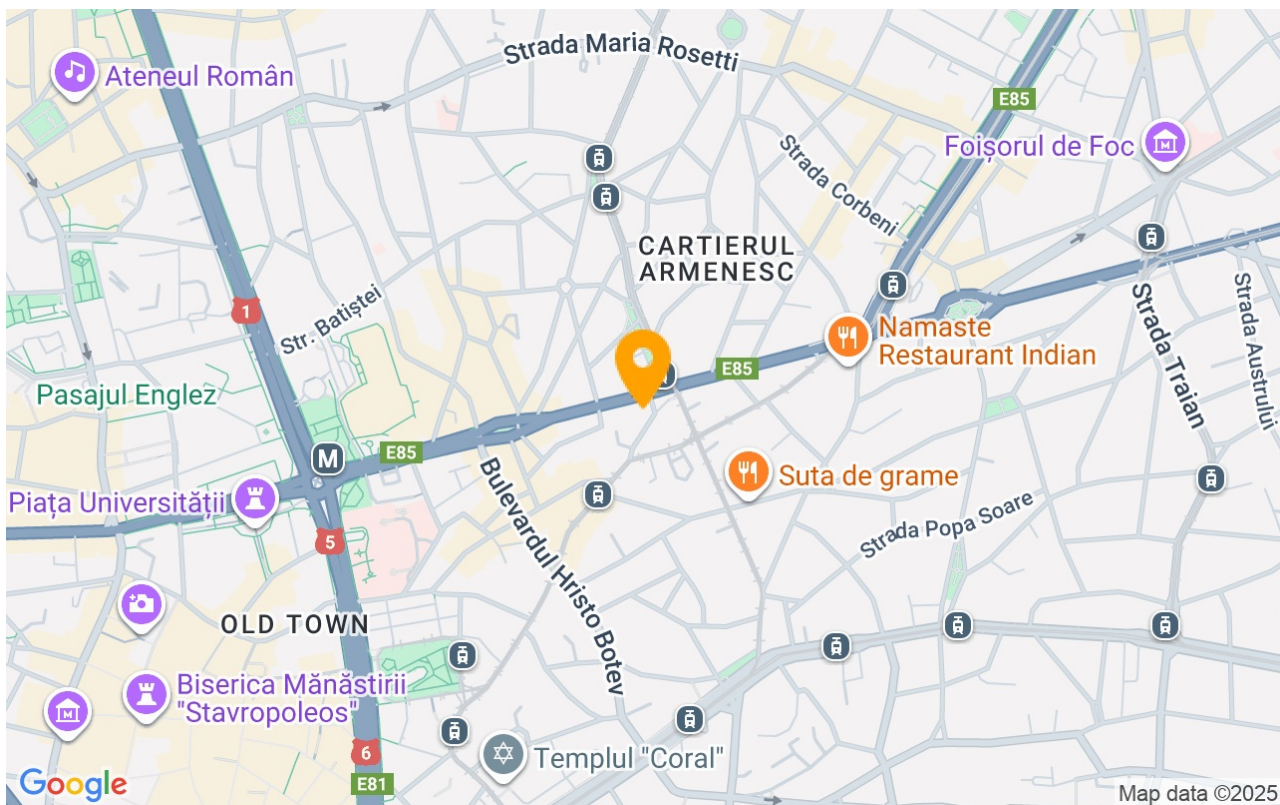 Strada Maria Rosetti
Ateneul Român
E85
Foișorul de Foc
Strada Corbeni
CARTIERUL
ARMENESC
1
Str. Batiștei
Strada Traian
Strada Austrului
Namaste
Restaurant Indian
E85
Pasajul Englez
M
E85
Piața Universității
Suta de grame
5
Bulevardul Hristo Botev
Strada Popa Soare
OLD TOWN
Biserica Mănăstirii
"Stavropoleos"
6
Templul "Coral"
E81
Google
Map data ©2025